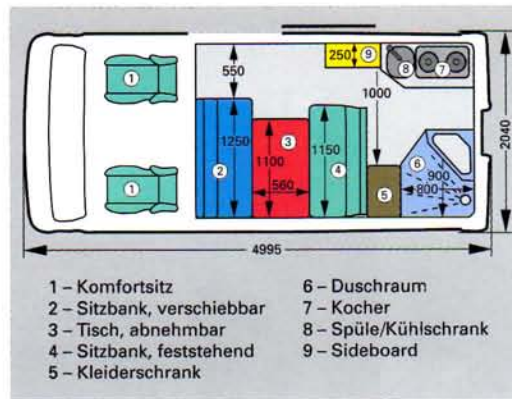 1
1
2
3
4
5
6
7
8
9
550
1250
1100
560
1150
250
1000
900
800
2040
4995
1 – Komfortsitz
2 – Sitzbank, verschiebbar
3 – Tisch, abnehmbar
4 – Sitzbank, feststehend
5 – Kleiderschrank
6 – Duschraum
7 – Kocher
8 – Spüle/Kühlschrank
9 – Sideboard